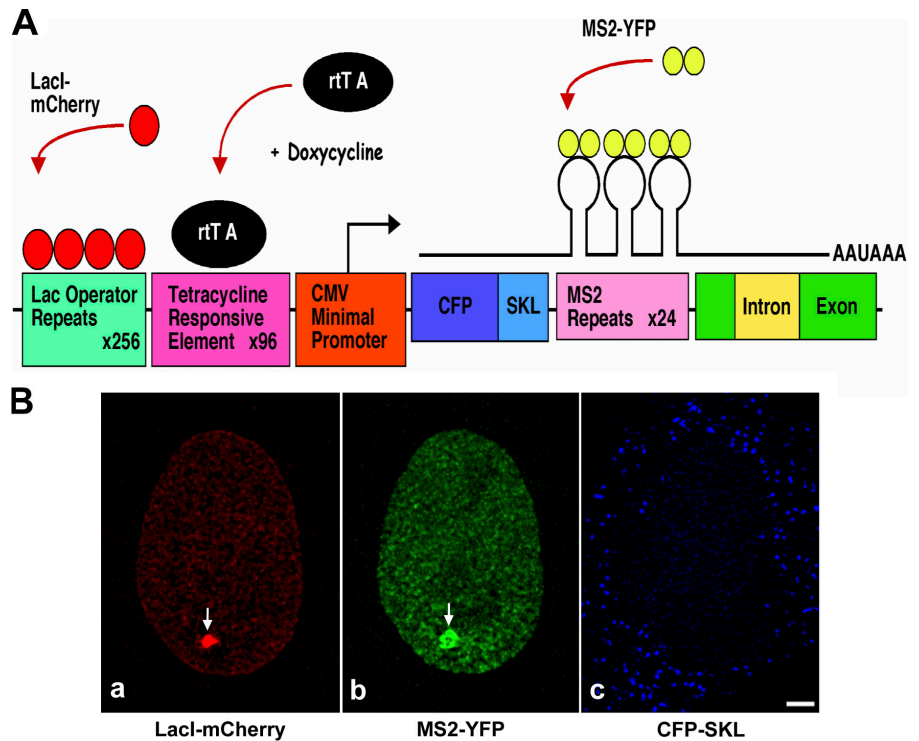 A
MS2-YFP
LacI-
mCherry
rtT A
+ Doxycycline
rtT A
AAUAAA
Lac Operator
Repeats
x256
Tetracycline
Responsive
Element x96
CMV
Minimal
Promoter
CFP
SKL
MS2
Repeats x24
Intron
Exon
B
a
b
c
LacI-mCherry
MS2-YFP
CFP-SKL